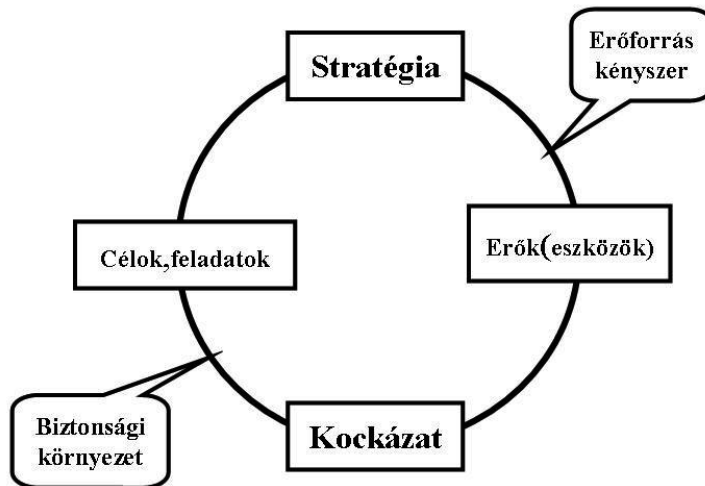 Erőforrás
kényszer
Stratégia
Célok,feladatok
Erők(eszközök)
Biztonsági
környezet
Kockázat